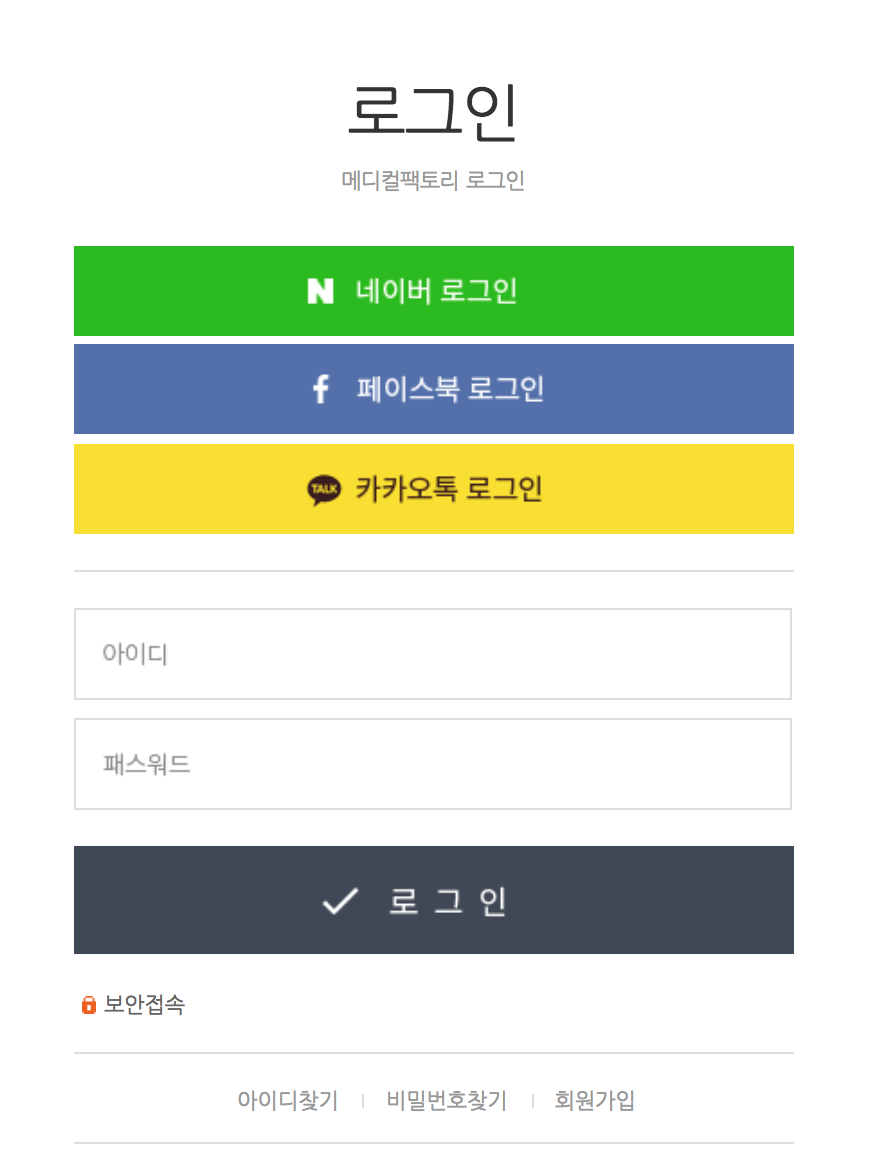 로그인
메디컬팩토리 로그인
N 네이버 로그인
f 페이스북 로그인
TALK 카카오톡 로그인
아이디
패스워드
로 그 인
보안접속
아이디찾기 | 비밀번호찾기 | 회원가입